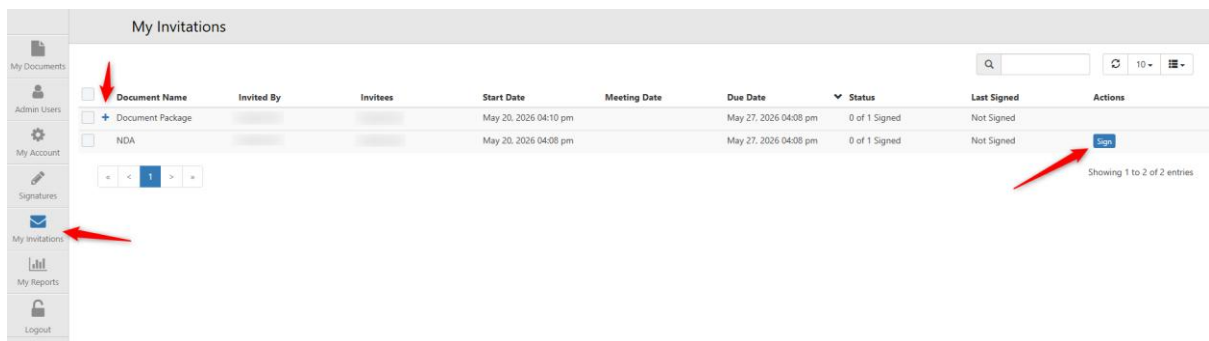 My Invitations
My Documents
Admin Users
My Account
Signatures
My Invitations
My Reports
Logout
10
Document Name Invited By Invitees Start Date Meeting Date Due Date Status Last Signed Actions
+ Document Package May 20, 2026 04:10 pm May 27, 2026 04:08 pm 0 of 1 Signed Not Signed
NDA May 20, 2026 04:08 pm May 27, 2026 04:08 pm 0 of 1 Signed Not Signed Sign
« < 1 > »
Showing 1 to 2 of 2 entries